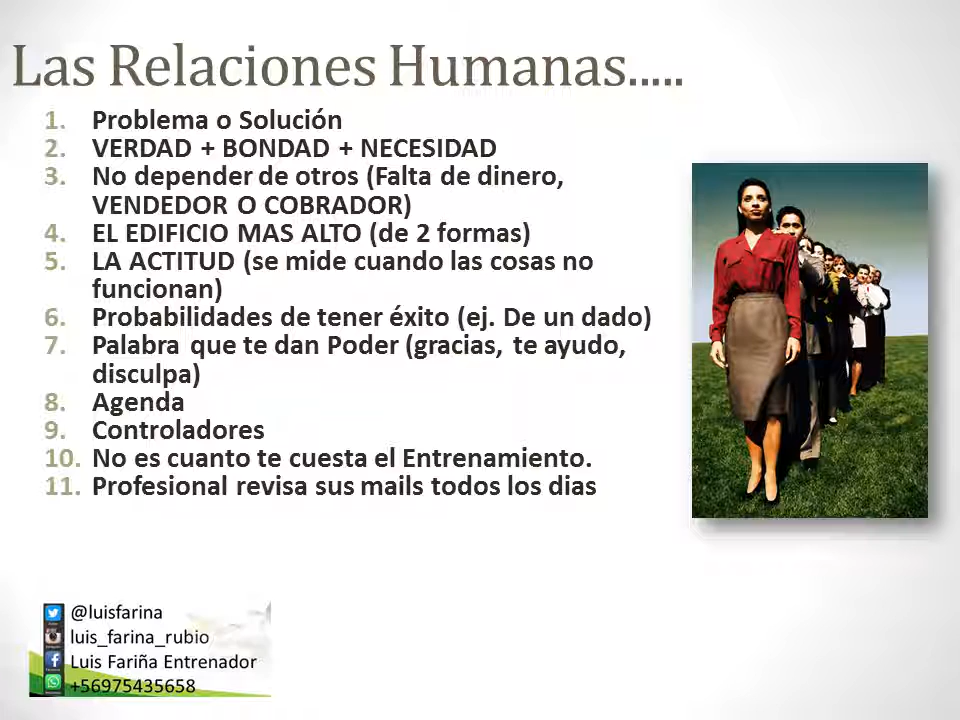 Las Relaciones Humanas.....
1. Problema o Solución
2. VERDAD + BONDAD + NECESIDAD
3. No depender de otros (Falta de dinero,
VENDEDOR O COBRADOR)
4. EL EDIFICIO MAS ALTO (de 2 formas)
5. LA ACTITUD (se mide cuando las cosas no
funcionan)
6. Probabilidades de tener éxito (ej. De un dado)
7. Palabra que te dan Poder (gracias, te ayudo,
disculpa)
8. Agenda
9. Controladores
10. No es cuanto te cuesta el Entrenamiento.
11. Profesional revisa sus mails todos los dias
@luisfarina
luis_farina_rubio
Luis Fariña Entrenador
+56975435658